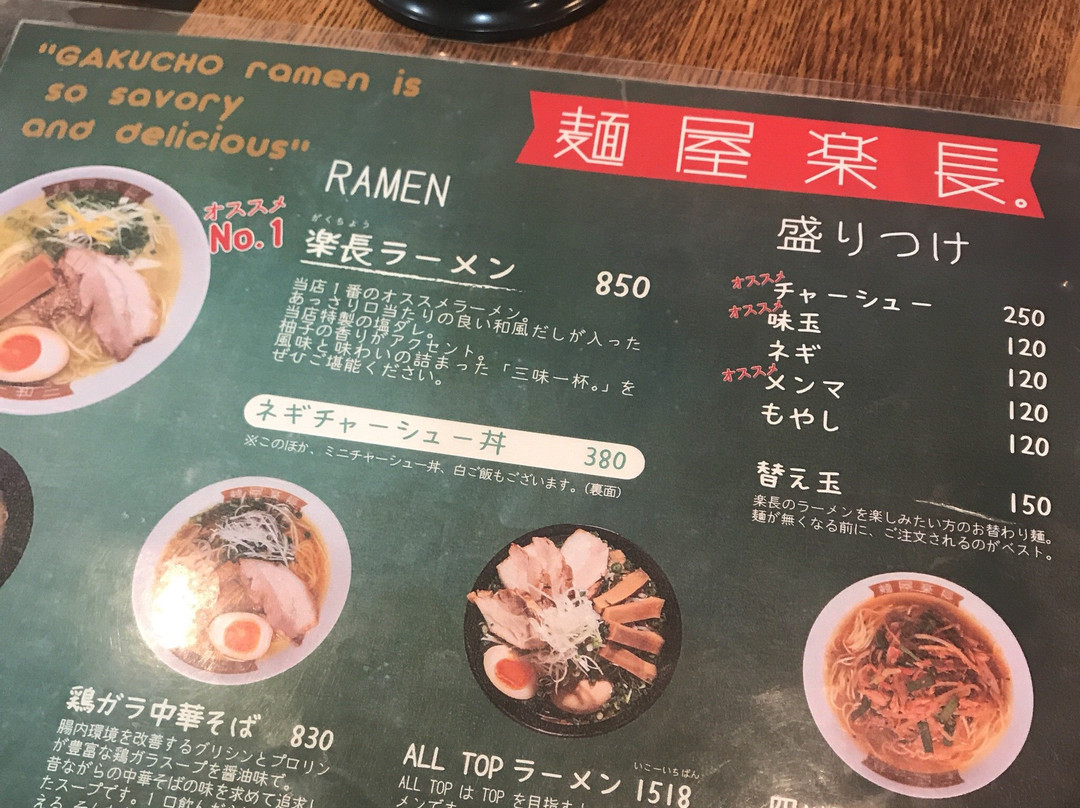 "GAKUCHO ramen is
so savory
and delicious"
麺屋楽長。
RAMEN
オススメ
No.1
がくちょう
楽長ラーメン 850
当店1番のオススメラーメン。
あっさり口当たりの良い和風だしが入った
当店特製の塩ダレ。
柚子の香りがアクセント。
風味と味わいの詰まった「三味一杯。」を
ぜひご堪能ください。
ネギチャーシュー丼 380
※このほか、ミニチャーシュー丼、白ご飯もございます。(裏面)
盛りつけ
オススメ チャーシュー 250
オススメ 味玉 120
ネギ 120
オススメ メンマ 120
もやし 120
替え玉 150
楽長のラーメンを楽しみたい方のお替わり麺。
麺が無くなる前に、ご注文されるのがベスト。
鶏ガラ中華そば 830
腸内環境を改善するグリシンとプロリン
が豊富な鶏ガラスープを醤油味で。
昔ながらの中華そばの味を求めて追求し
たスープです。1口飲んだ
いこーいちばん
ALL TOP ラーメン 1518
ALL TOP は TOP を目指す